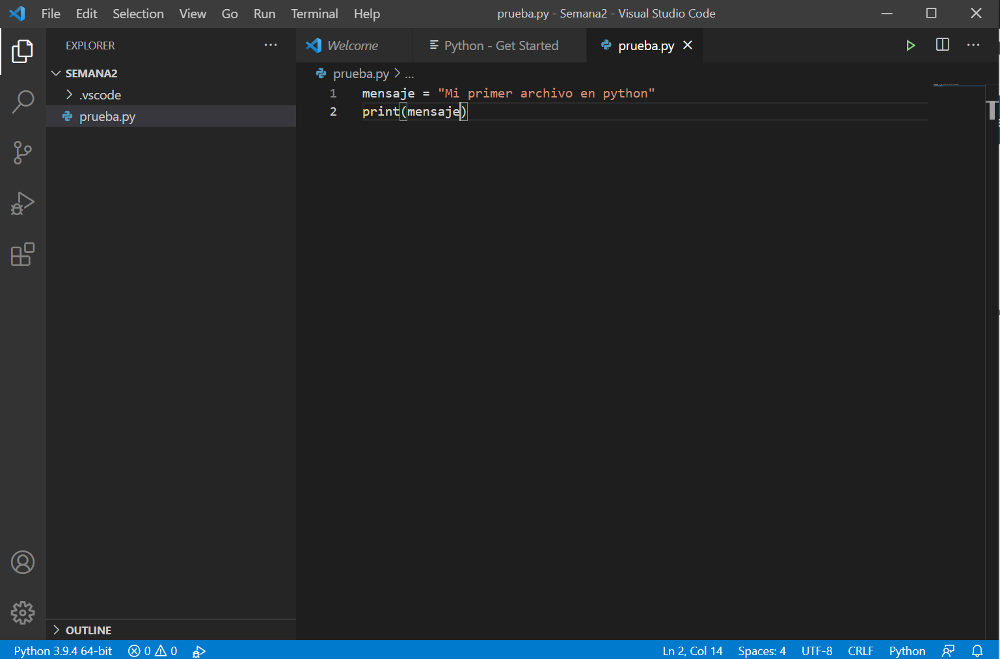 File Edit Selection View Go Run Terminal Help prueba.py - Semana2 - Visual Studio Code
EXPLORER ···
Welcome Python - Get Started prueba.py
SEMANA2
.vscode
prueba.py
prueba.py > ...
1 mensaje = "Mi primer archivo en python"
2 print(mensaje)
OUTLINE
Python 3.9.4 64-bit 0 0 Ln 2, Col 14 Spaces: 4 UTF-8 CRLF Python